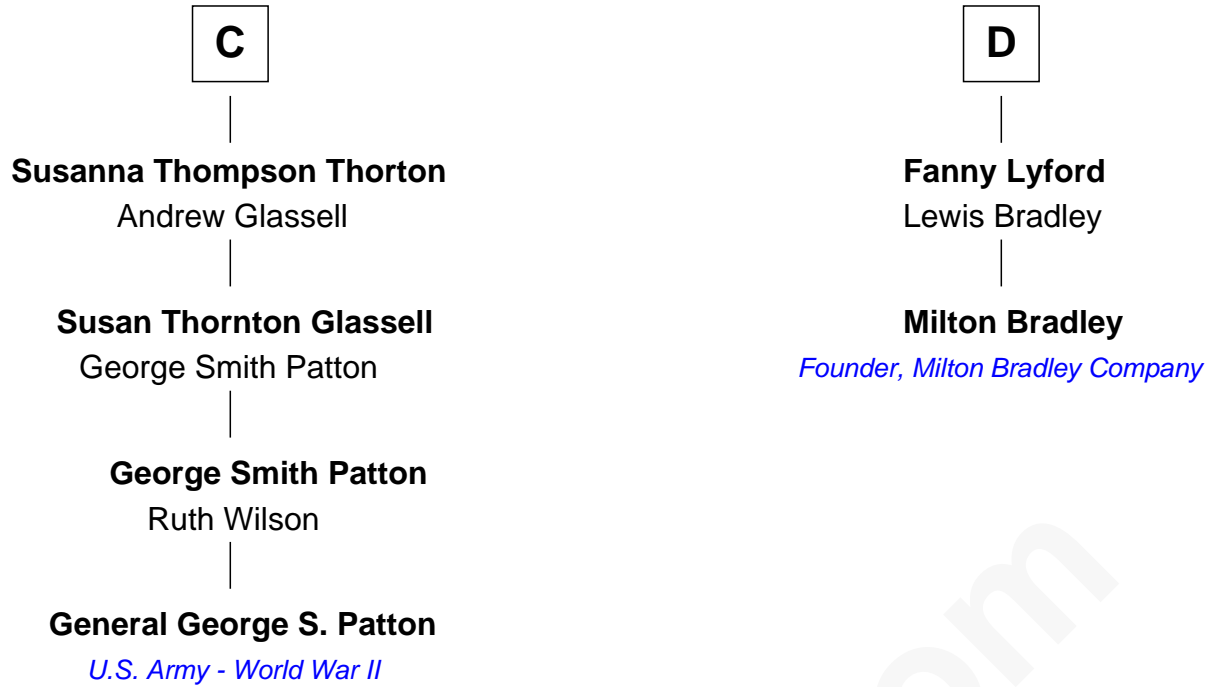 C
Susanna Thompson Thorton
Andrew Glassell
Susan Thornton Glassell
George Smith Patton
George Smith Patton
Ruth Wilson
General George S. Patton
U.S. Army - World War II
D
Fanny Lyford
Lewis Bradley
Milton Bradley
Founder, Milton Bradley Company
om